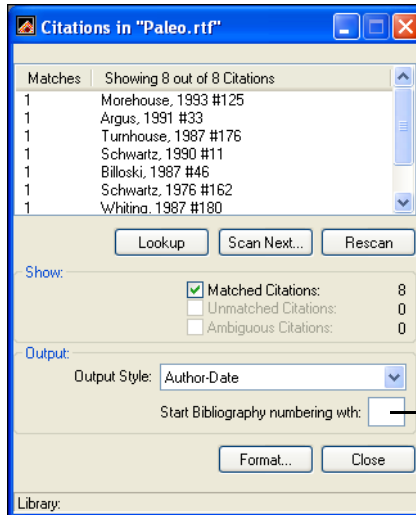 Citations in "Paleo.rtf"
Matches Showing 8 out of 8 Citations
1 Morehouse, 1993 #125
1 Argus, 1991 #33
1 Turnhouse, 1987 #176
1 Schwartz, 1990 #11
1 Billoski, 1987 #46
1 Schwartz, 1976 #162
1 Whiting, 1987 #180
Lookup Scan Next... Rescan
Show:
Matched Citations: 8
Unmatched Citations: 0
Ambiguous Citations: 0
Output:
Output Style: Author-Date
Start Bibliography numbering wth:
Format... Close
Library: